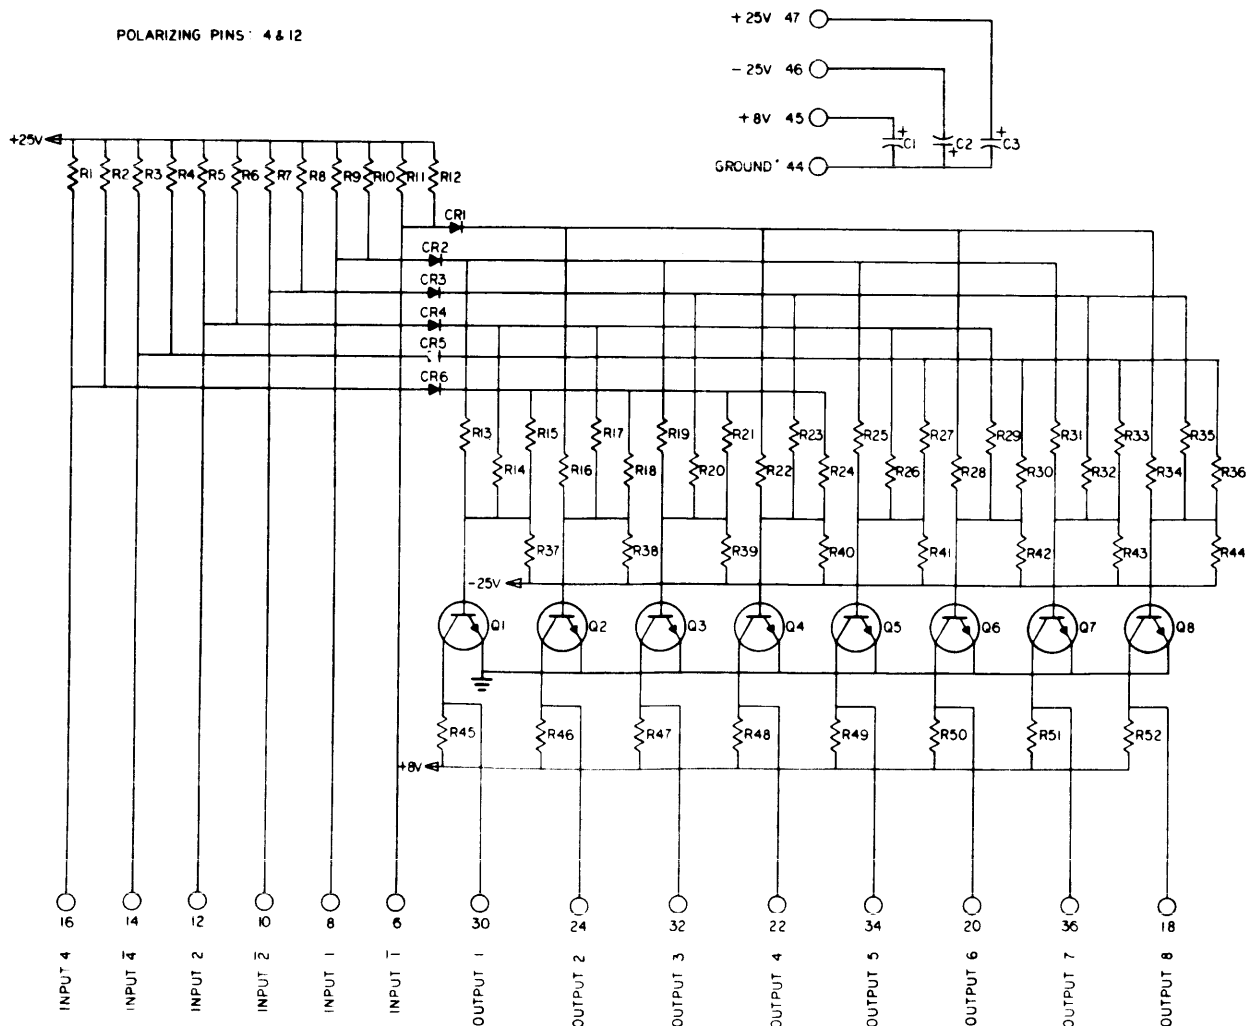 POLARIZING PINS: 4 & 12
+25V 47
-25V 46
+8V 45
GROUND 44
+ C1
C2 +
+ C3
+25V
R1 R2 R3 R4 R5 R6 R7 R8 R9 R10 R11 R12
CR1
CR2
CR3
CR4
CR5
CR6
R13 R15 R17 R19 R21 R23 R25 R27 R29 R31 R33 R35
R14 R16 R18 R20 R22 R24 R26 R28 R30 R32 R34 R36
R37 R38 R39 R40 R41 R42 R43 R44
-25V
Q1 Q2 Q3 Q4 Q5 Q6 Q7 Q8
R45 R46 R47 R48 R49 R50 R51 R52
+8V
16 14 12 10 8 6 30 24 32 22 34 20 36 18
INPUT 4
INPUT 4̅
INPUT 2
INPUT 2̅
INPUT 1
INPUT 1̅
OUTPUT 1
OUTPUT 2
OUTPUT 3
OUTPUT 4
OUTPUT 5
OUTPUT 6
OUTPUT 7
OUTPUT 8